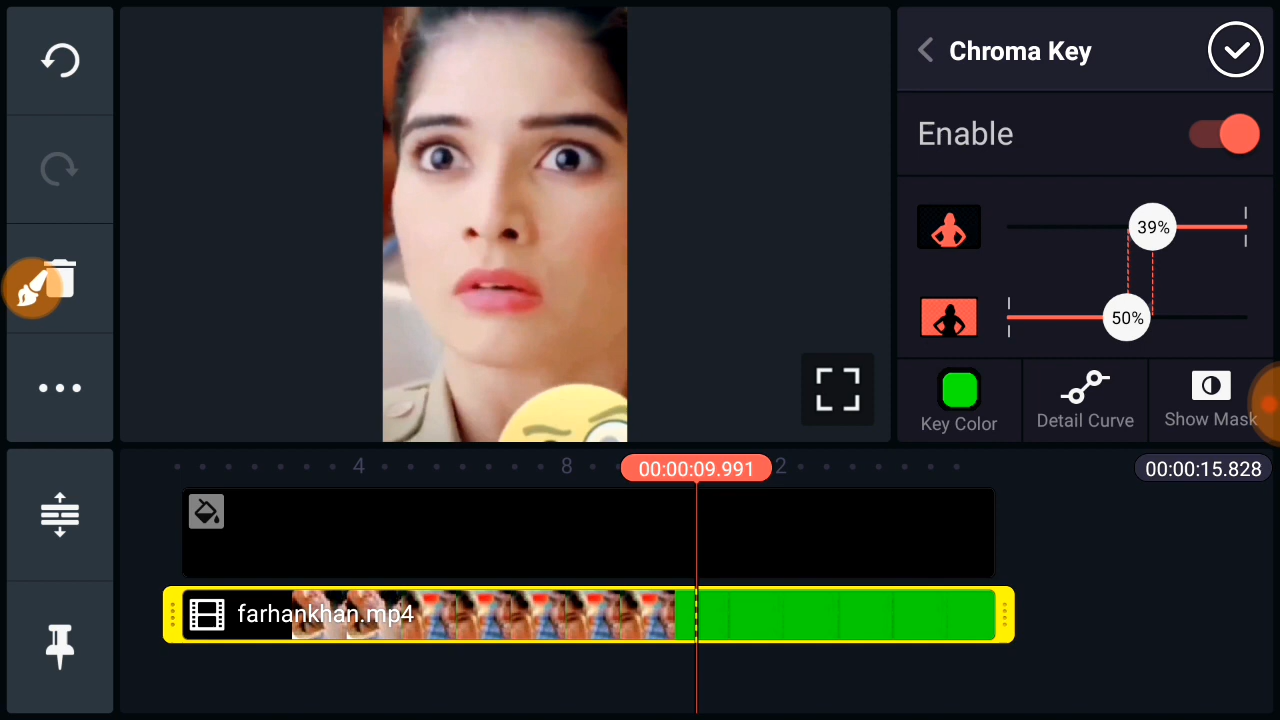 Chroma Key
Enable
39%
50%
Key Color
Detail Curve
Show Mask
4
8
00:00:09.991
2
00:00:15.828
farhankhan.mp4